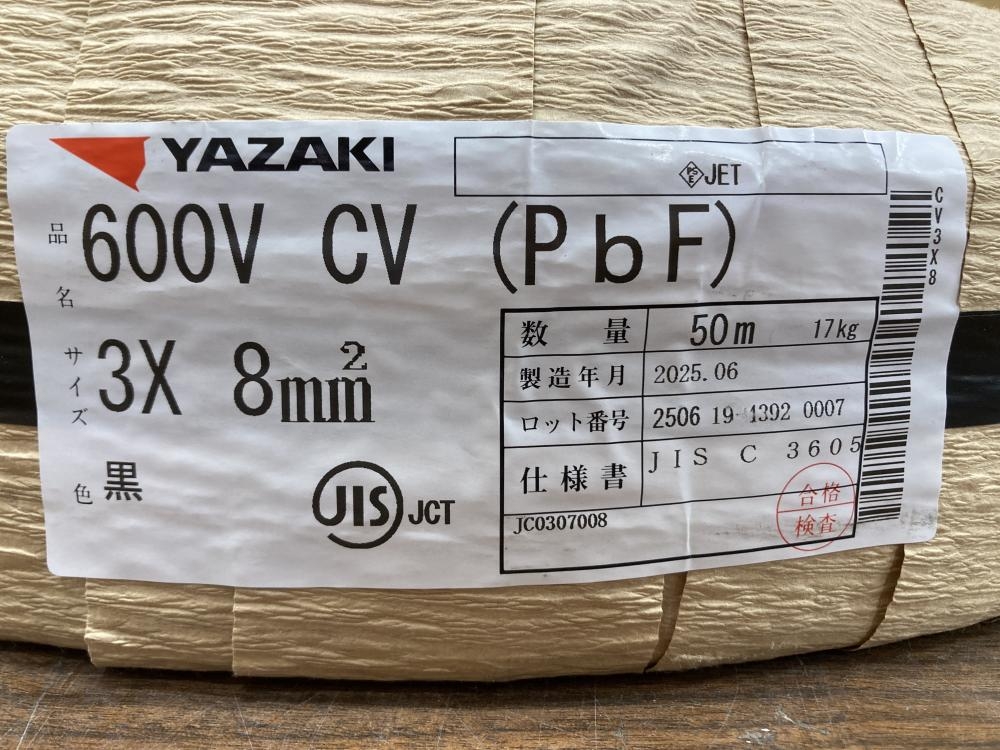 YAZAKI
PSE JET
品名 600V CV (PbF)
サイズ 3X 8mm²
色 黒
JIS JCT
数量 50m 17kg
製造年月 2025.06
ロット番号 2506 19 1392 0007
仕様書 JIS C 3605
JC0307008
合格
検査
CV3X8